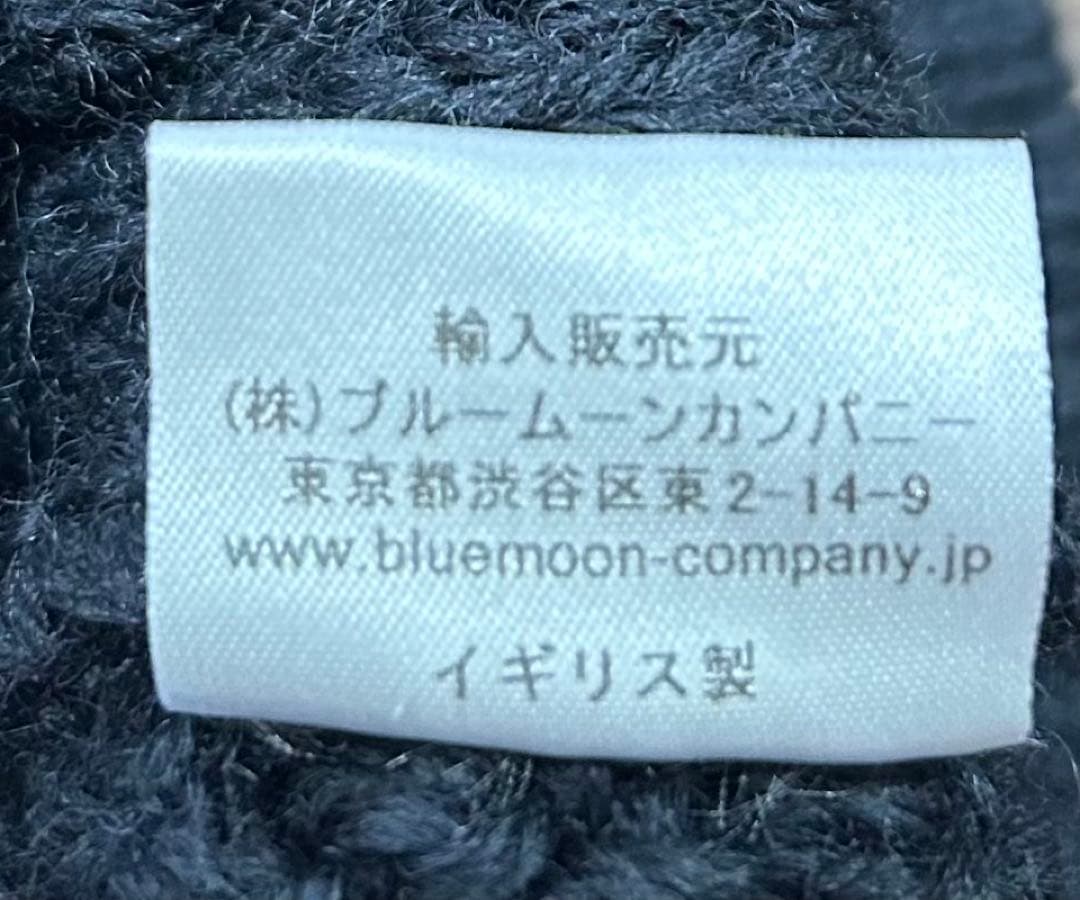 輸入販売元
(株)ブルームーンカンパニー
東京都渋谷区東2-14-9
www.bluemoon-company.jp
イギリス製